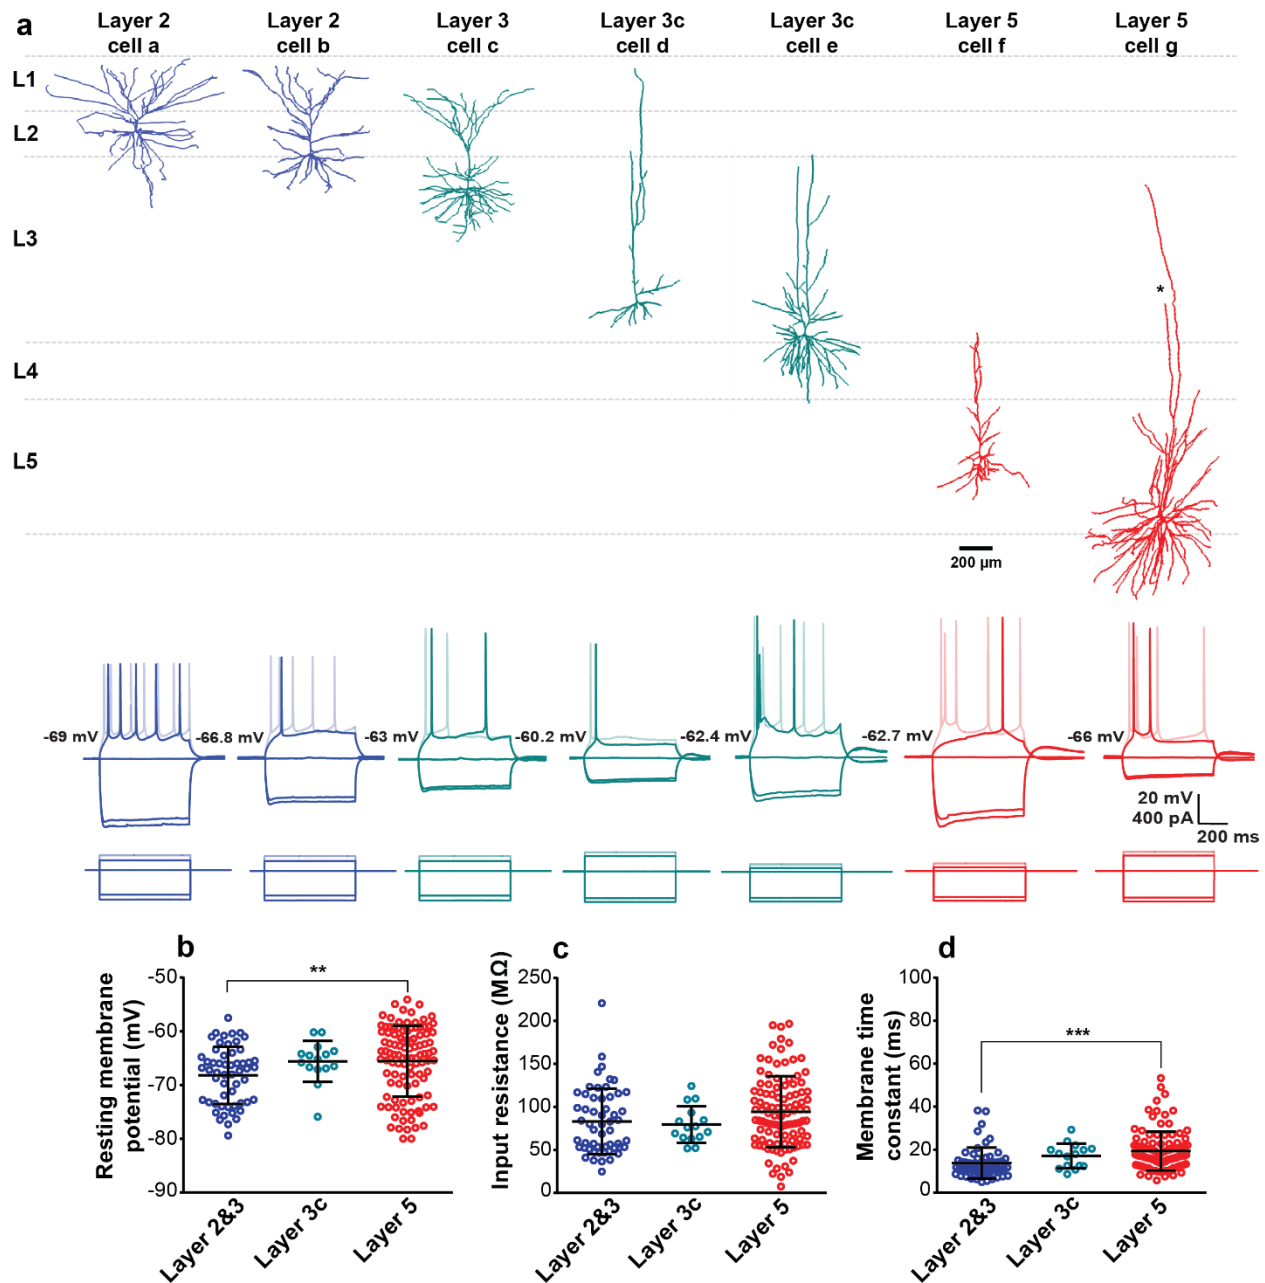 a
Layer 2 Layer 2 Layer 3 Layer 3c Layer 3c Layer 5 Layer 5
cell a cell b cell c cell d cell e cell f cell g
L1
L2
L3
*
L4
L5
200 µm
-69 mV -66.8 mV -63 mV -60.2 mV -62.4 mV -62.7 mV -66 mV
20 mV
400 pA
200 ms
b
Resting membrane
potential (mV)
-50
-60
-70
-80
-90
**
Layer 2&3 Layer 3c Layer 5
c
Input resistance (MΩ)
250
200
150
100
50
0
Layer 2&3 Layer 3c Layer 5
d
Membrane time
constant (ms)
100
80
60
40
20
0
***
Layer 2&3 Layer 3c Layer 5